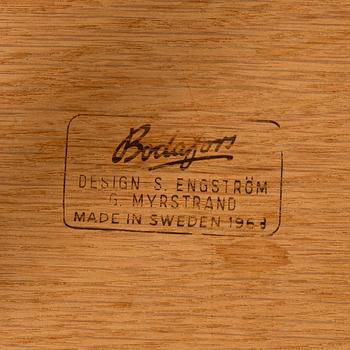 Bodafors
DESIGN - S. ENGSTRÖM
G. MYRSTRAND
MADE IN SWEDEN